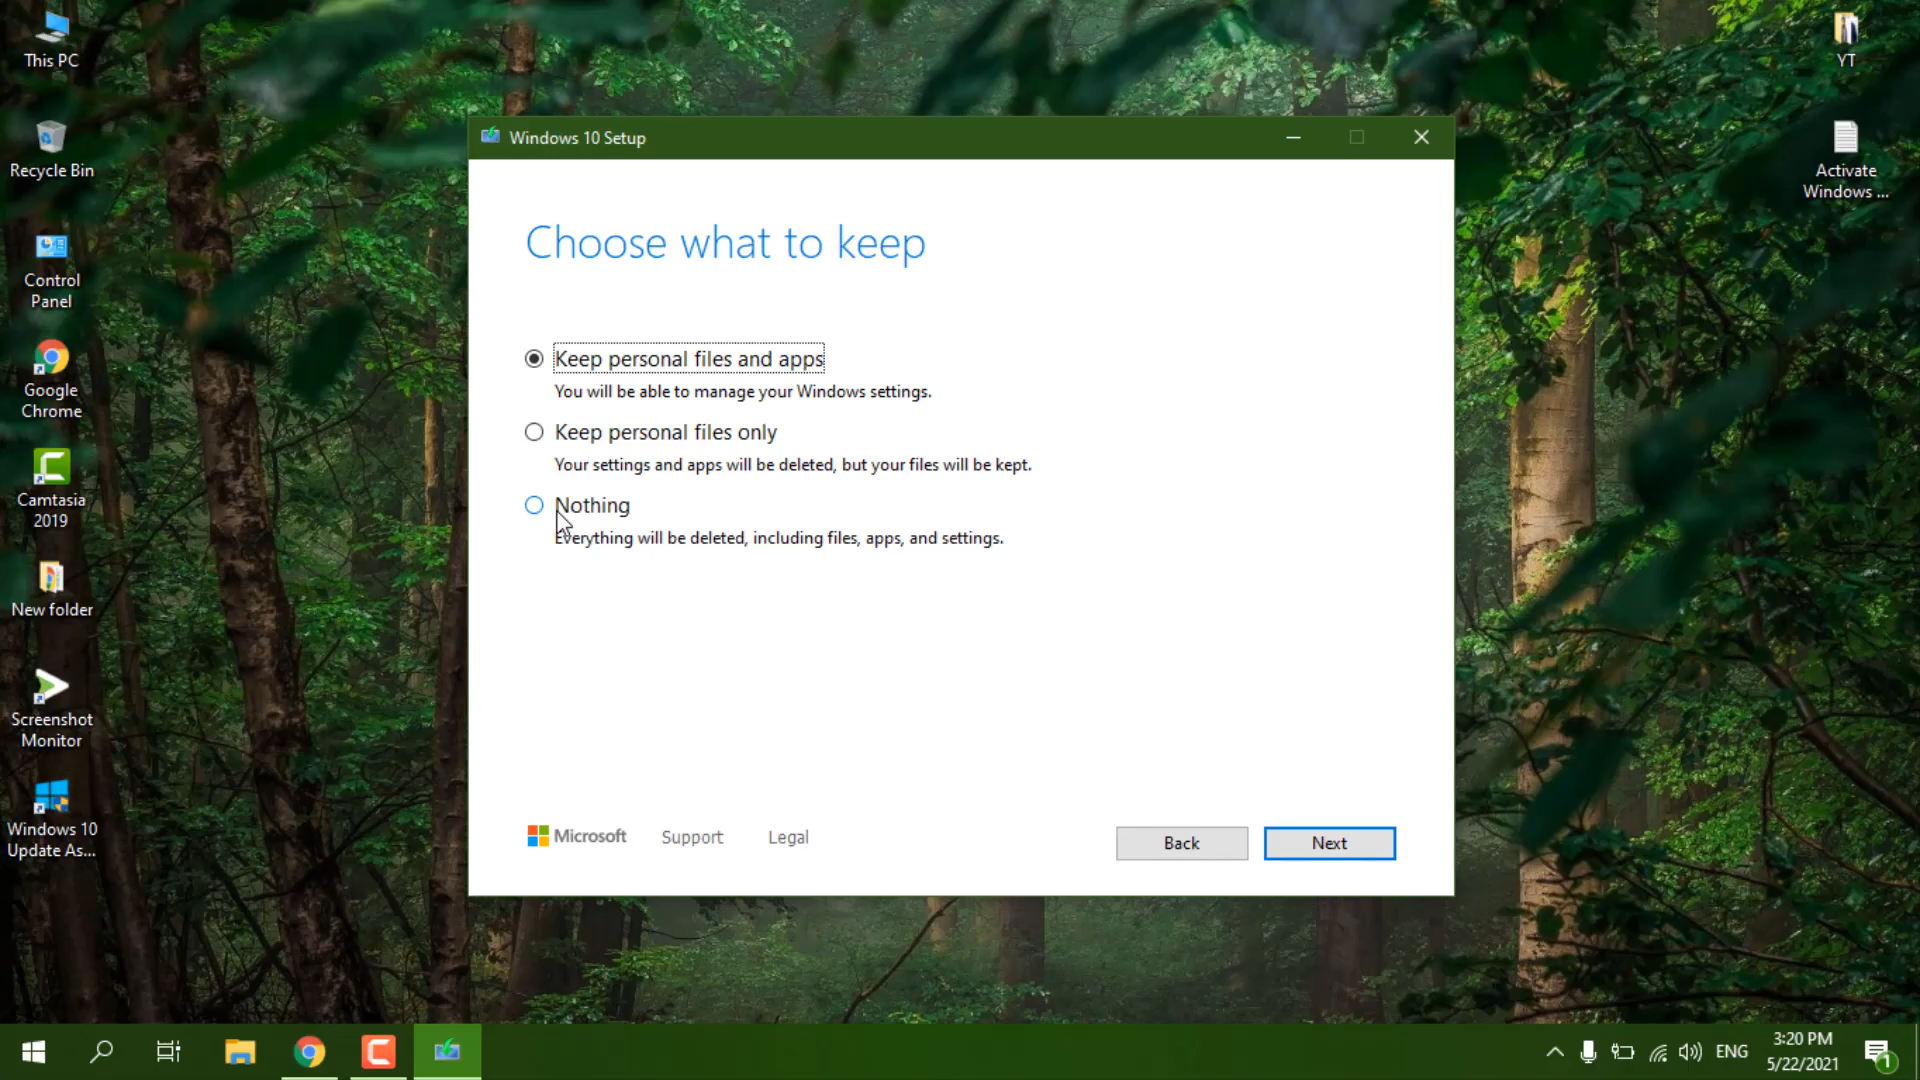 This PC
Recycle Bin
Control
Panel
Google
Chrome
Camtasia
2019
New folder
Screenshot
Monitor
Windows 10
Update As...
YT
Activate
Windows ...
Windows 10 Setup
Choose what to keep
Keep personal files and apps
You will be able to manage your Windows settings.
Keep personal files only
Your settings and apps will be deleted, but your files will be kept.
Nothing
Everything will be deleted, including files, apps, and settings.
Microsoft
Support
Legal
Back
Next
ENG
3:20 PM
5/22/2021
1